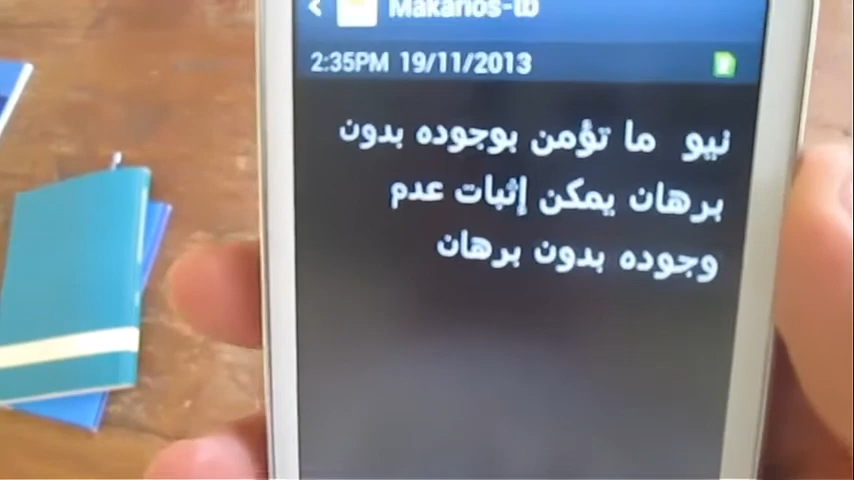 Makarios-tb
2:35PM 19/11/2013
نيو ما تؤمن بوجوده بدون
برهان يمكن إثبات عدم
وجوده بدون برهان